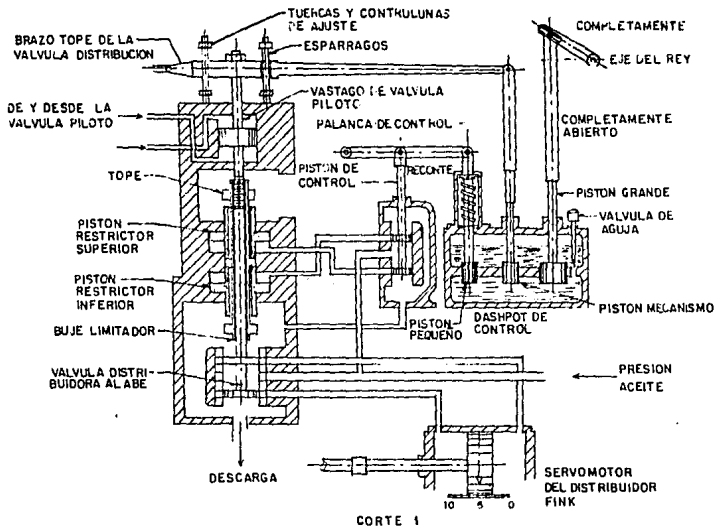 TUERCAS Y CONTRULUNAS
DE AJUSTE
ESPARRAGOS
BRAZO TOPE DE LA
VALVULA DISTRIBUCION
COMPLETAMENTE
EJE DEL REY
DE Y DESDE LA
VALVULA PILOTO
VASTAGO DE VALVULA
PILOTO
PALANCA DE CONTROL
COMPLETAMENTE
ABIERTO
TOPE
PISTON DE
CONTROL
RECONTE
PISTON GRANDE
VALVULA DE
AGUJA
PISTON
RESTRICTOR
SUPERIOR
PISTON
RESTRICTOR
INFERIOR
PISTON MECANISMO
BUJE LIMITADOR
PISTON
PEQUEÑO
DASHPOT DE
CONTROL
VALVULA DISTRI-
BUIDORA ALABE
PRESION
ACEITE
DESCARGA
SERVOMOTOR
DEL DISTRIBUIDOR
FINK
10 5 0
CORTE 1